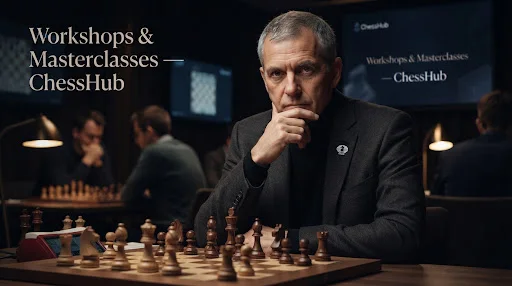 Workshops &
Masterclasses —
ChessHub
ChessHub
Workshops & Masterclasses
— ChessHub